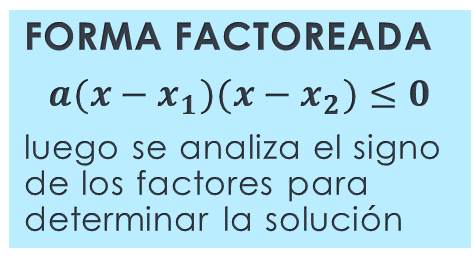 FORMA FACTOREADA
a(x − x₁)(x − x₂) ≤ 0
luego se analiza el signo
de los factores para
determinar la solución